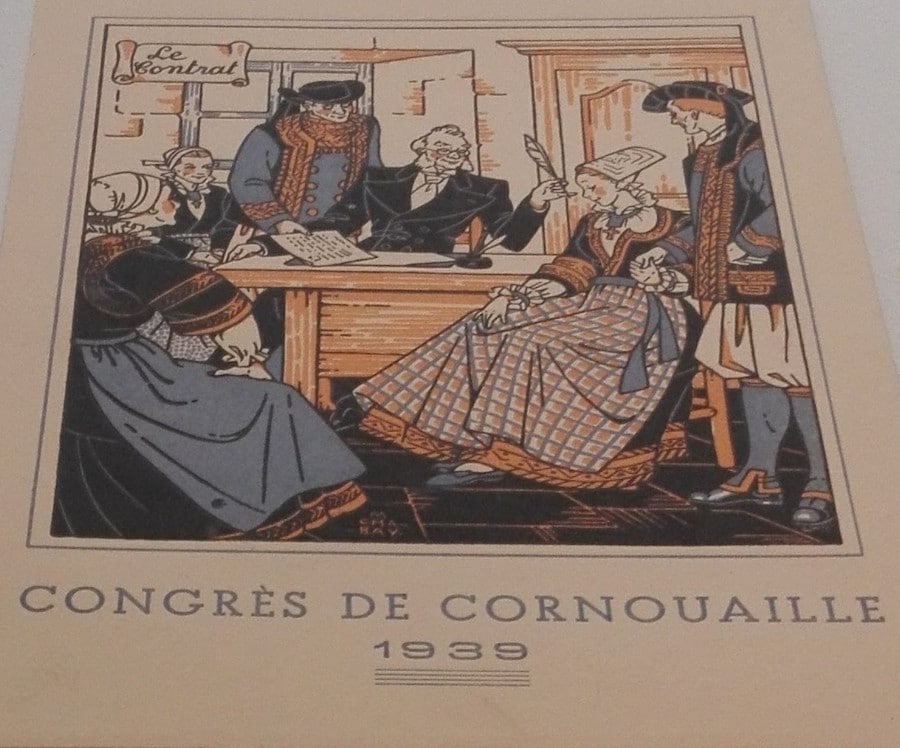 Le
Contrat
CONGRÈS DE CORNOUAILLE
1939